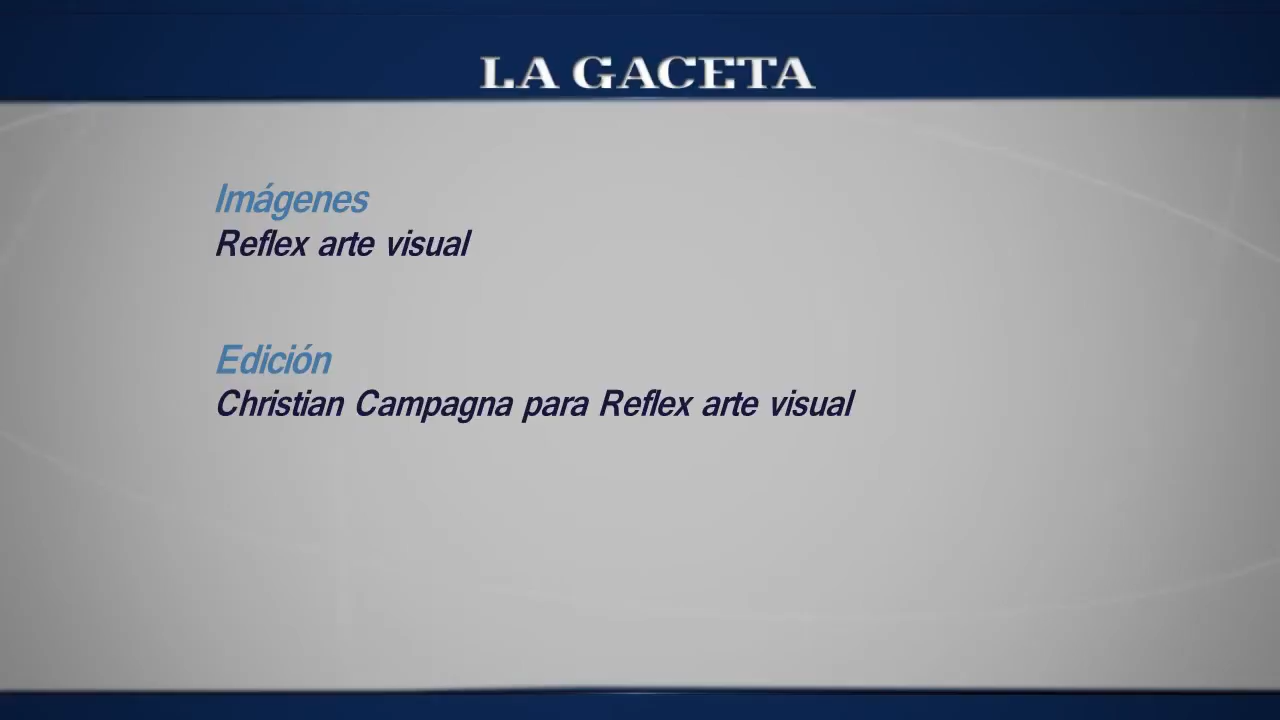 LA GACETA
Imágenes
Reflex arte visual
Edición
Christian Campagna para Reflex arte visual